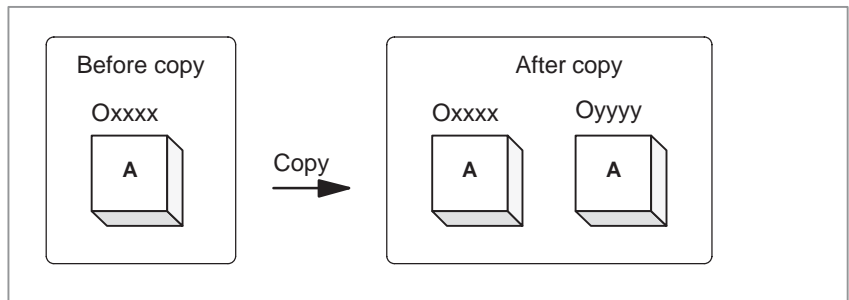 Before copy
Oxxxx
A
Copy
After copy
Oxxxx
Oyyyy
A
A